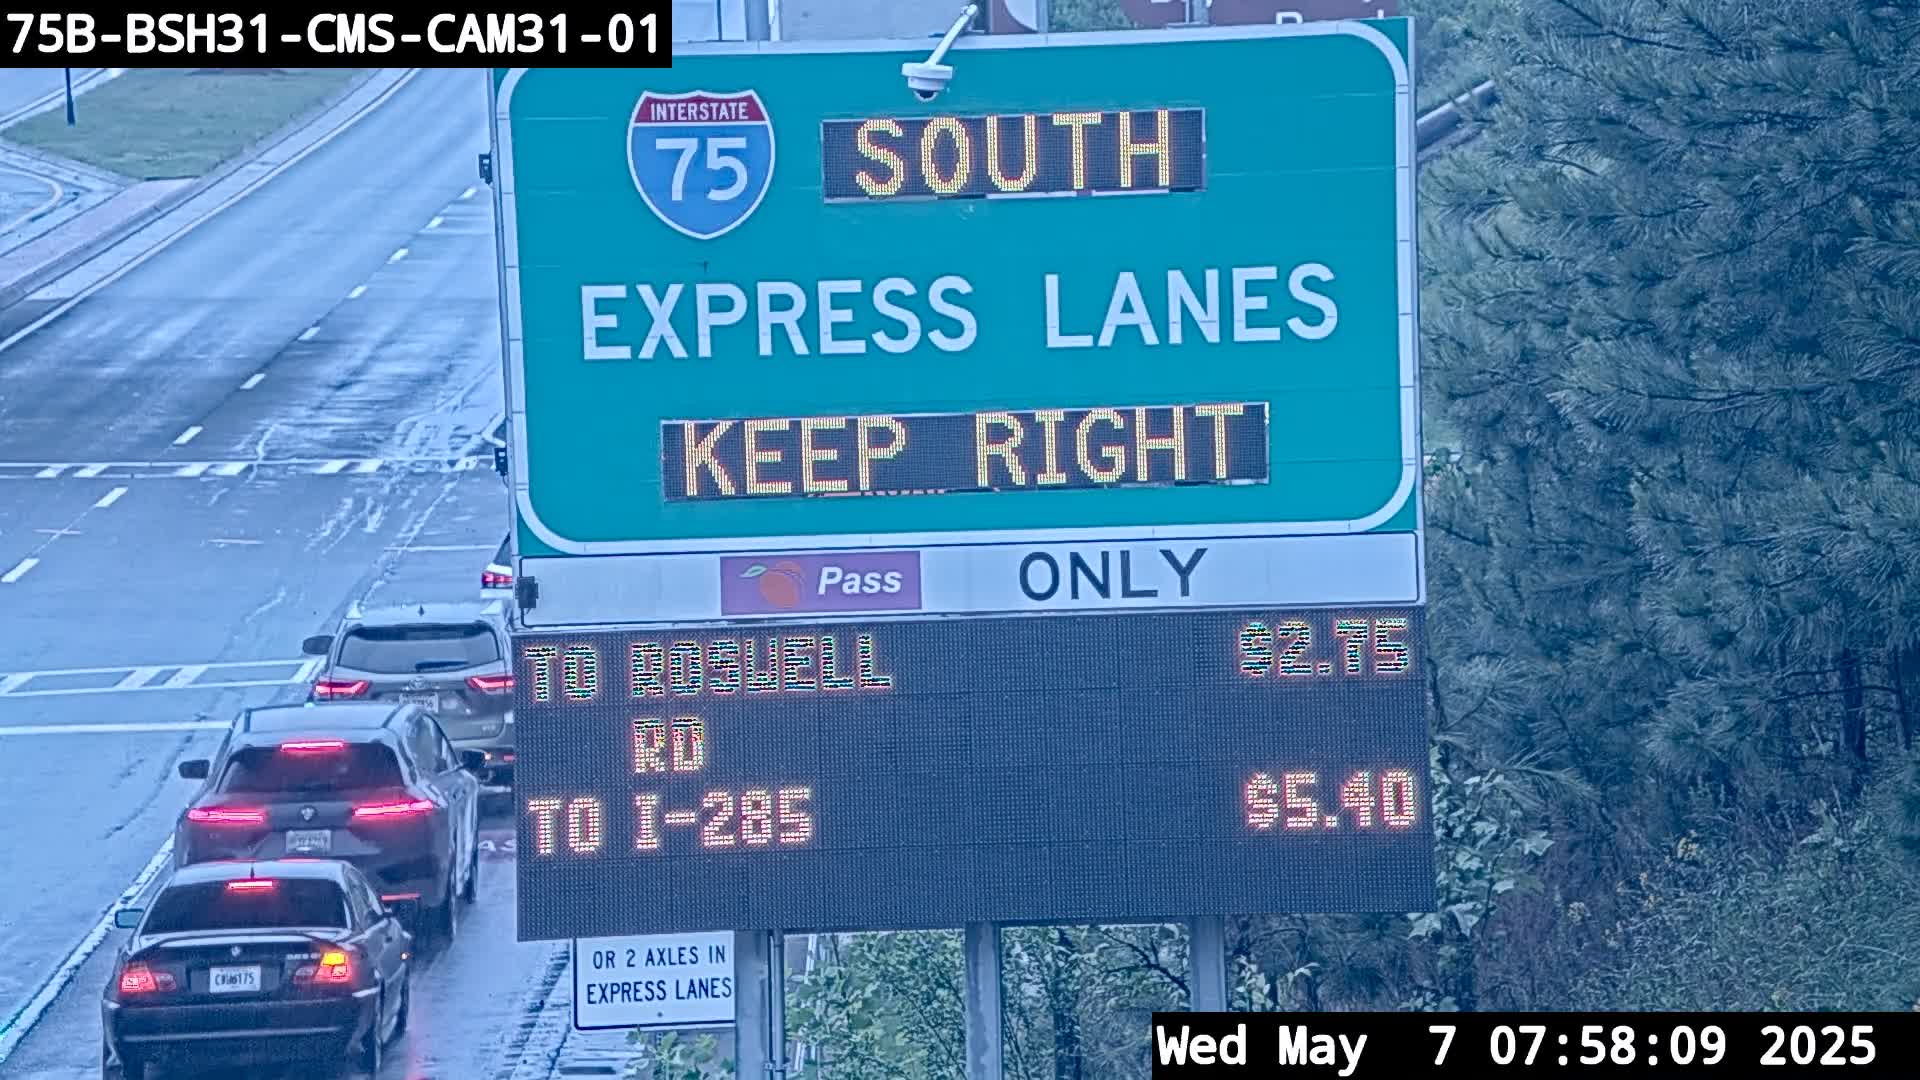 75B-BSH31-CMS-CAM31-01
INTERSTATE
75
SOUTH
EXPRESS LANES
KEEP RIGHT
Pass
ONLY
TO ROSWELL $2.75
RD
TO I-285 $5.40
OR 2 AXLES IN
EXPRESS LANES
Wed May 7 07:58:09 2025